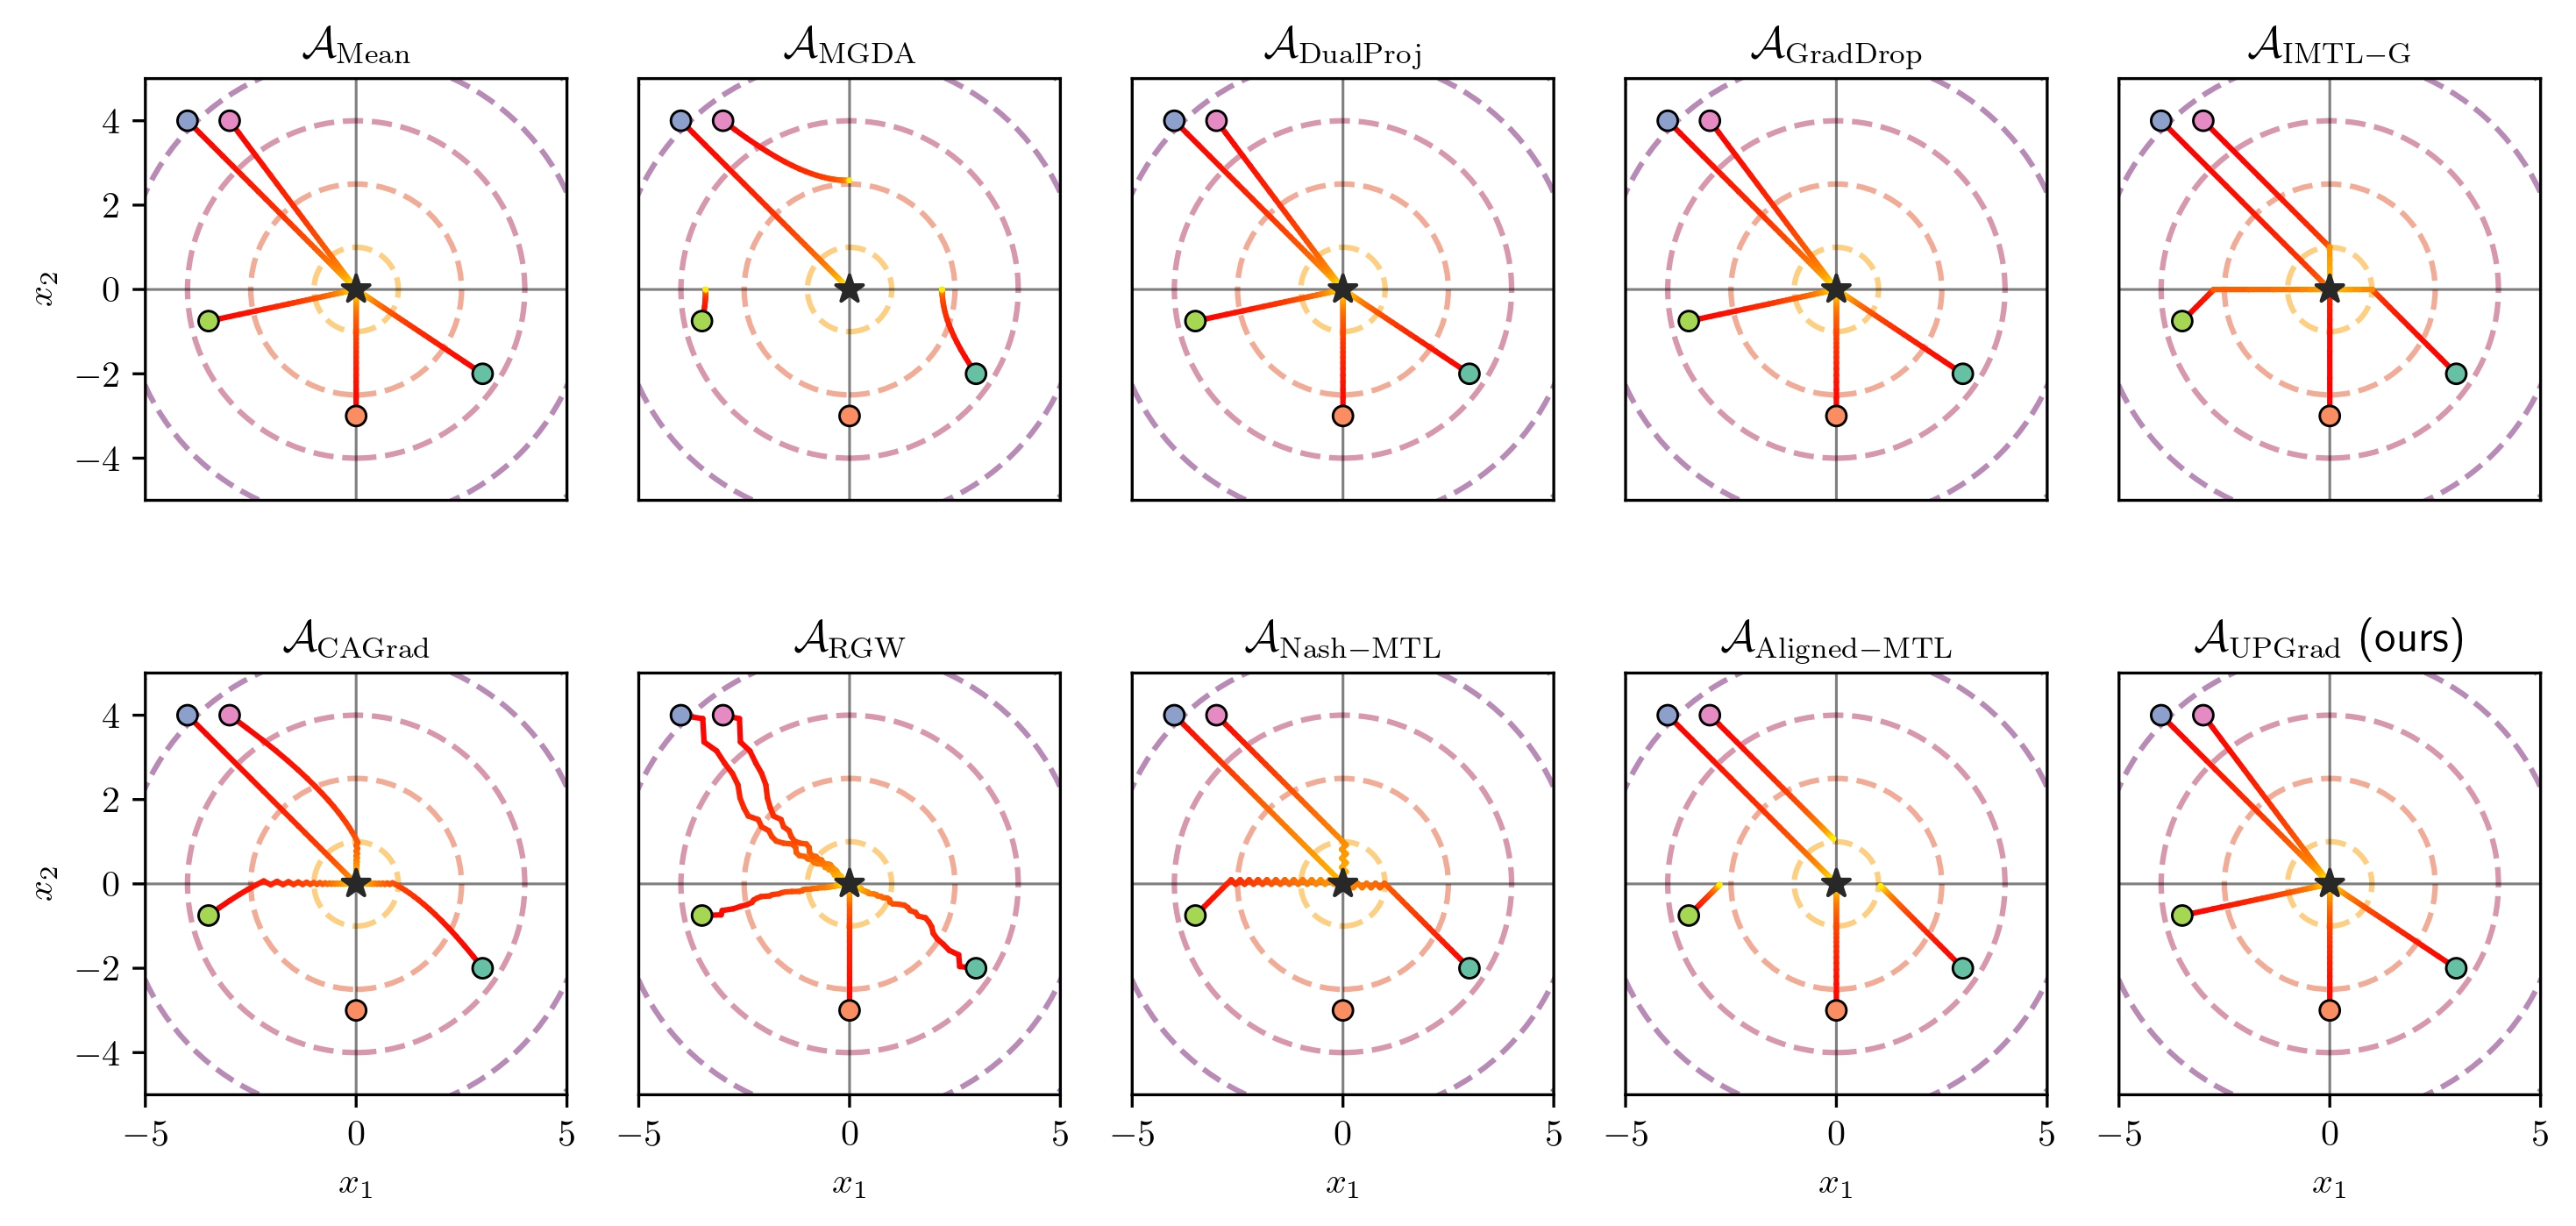 𝒜Mean 𝒜MGDA 𝒜DualProj 𝒜GradDrop 𝒜IMTL−G
4
2
0
−2
−4
x₂
𝒜CAGrad 𝒜RGW 𝒜Nash−MTL 𝒜Aligned−MTL 𝒜UPGrad (ours)
4
2
0
−2
−4
x₂
−5 0 5 −5 0 5 −5 0 5 −5 0 5 −5 0 5
x₁ x₁ x₁ x₁ x₁